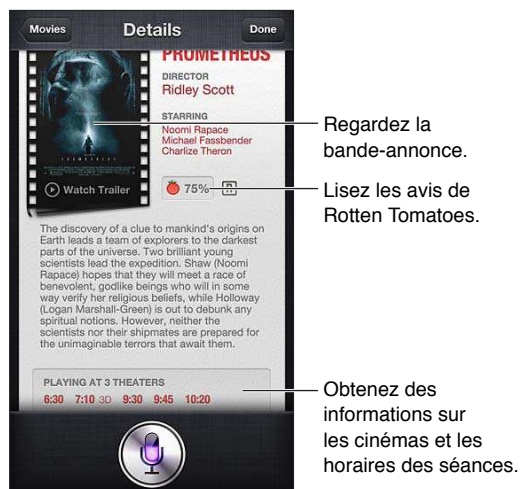 Movies
Details
Done
PROMETHEUS
DIRECTOR
Ridley Scott
STARRING
Noomi Rapace
Michael Fassbender
Charlize Theron
PROMETHEUS
Watch Trailer
75%
R
The discovery of a clue to mankind's origins on
Earth leads a team of explorers to the darkest
parts of the universe. Two brilliant young
scientists lead the expedition. Shaw (Noomi
Rapace) hopes that they will meet a race of
benevolent, godlike beings who will in some
way verify her religious beliefs, while Holloway
(Logan Marshall-Green) is out to debunk any
spiritual notions. However, neither the
scientists nor their shipmates are prepared for
the unimaginable terrors that await them.
PLAYING AT 3 THEATERS
6:30 7:10 3D 9:30 9:45 10:20
Regardez la
bande-annonce.
Lisez les avis de
Rotten Tomatoes.
Obtenez des
informations sur
les cinémas et les
horaires des séances.